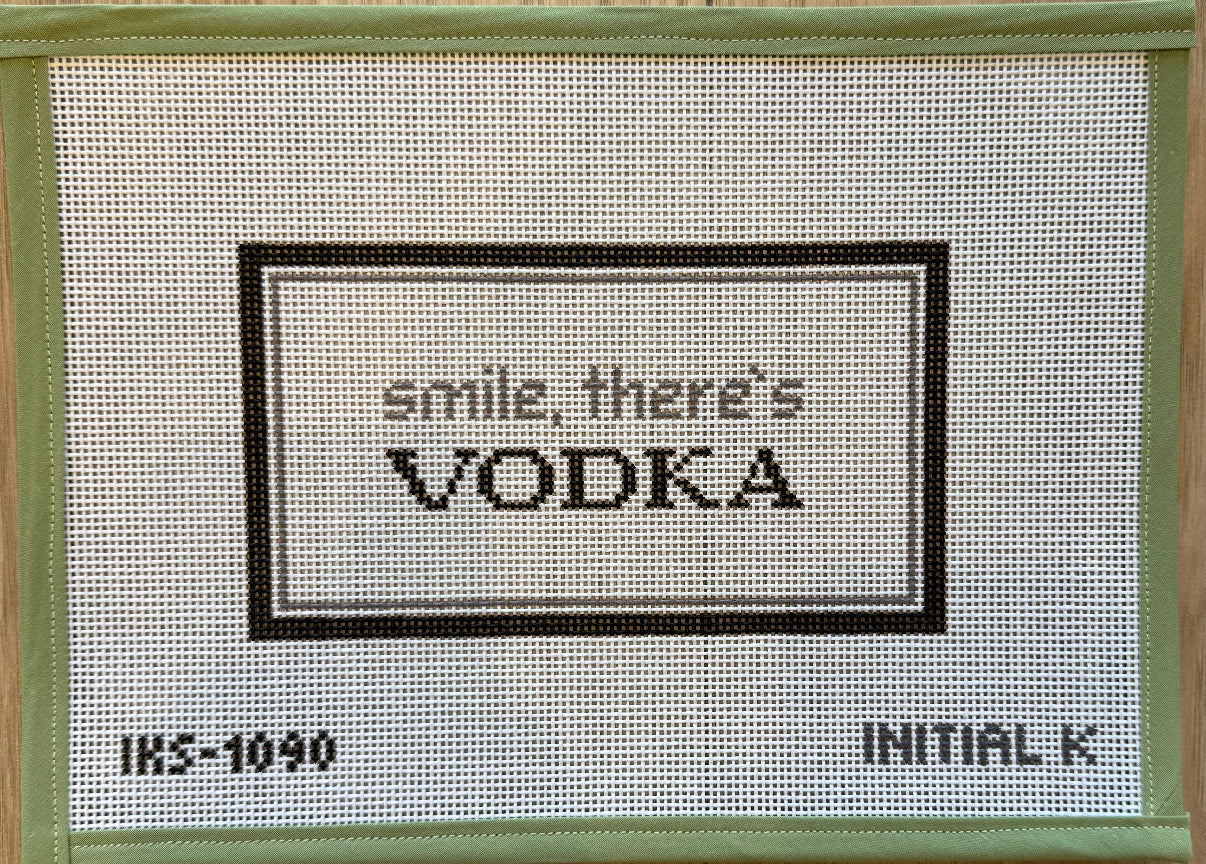 smile, there's
VODKA
IKS-1090
INITIAL K